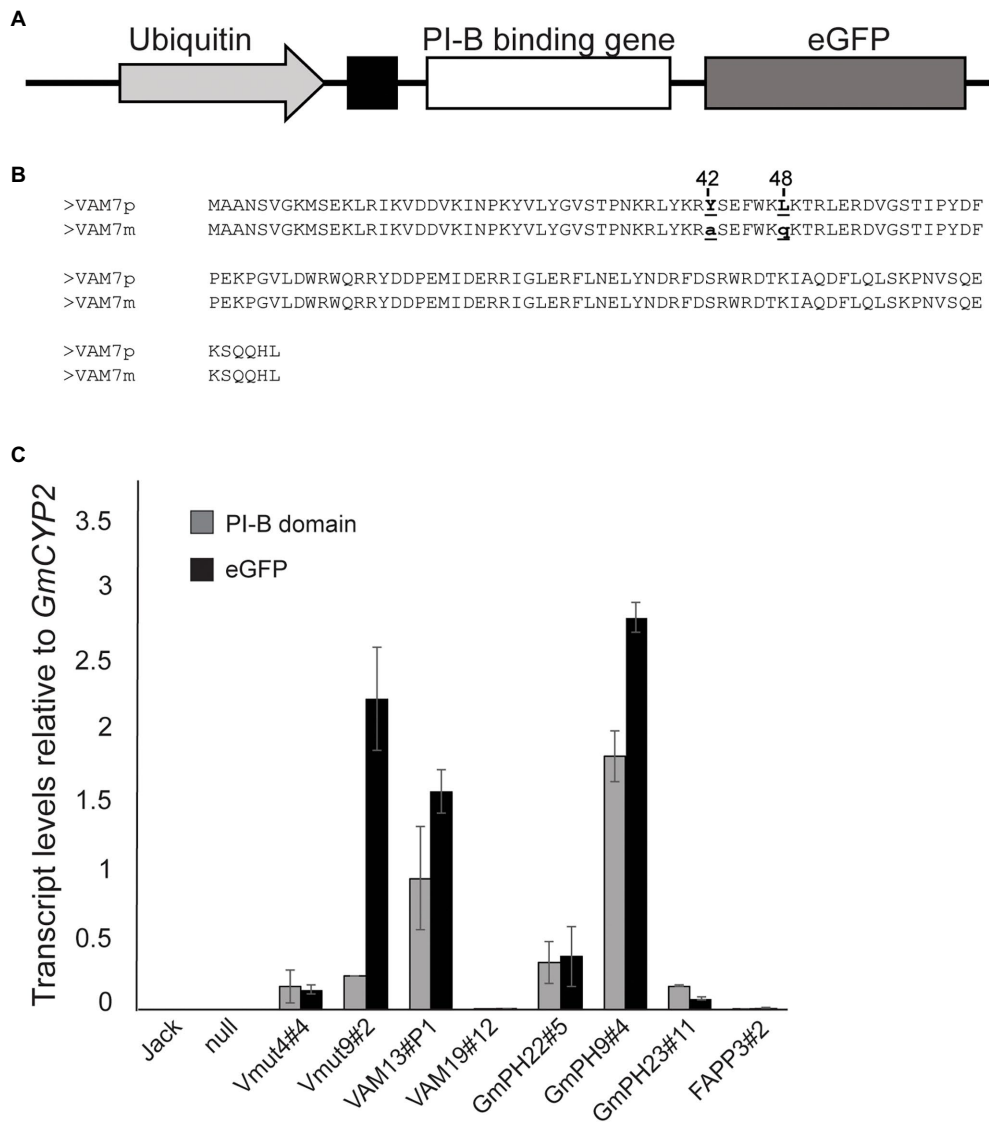 A
Ubiquitin PI-B binding gene eGFP
B
42 48
>VAM7p MAANSVGKMSEKLRIKVDDVKINPKYVLYGVSTPNKRLYKRYSEFWKLKTRLERDVGSTIPYDF
>VAM7m MAANSVGKMSEKLRIKVDDVKINPKYVLYGVSTPNKRLYKRaSEFWKqKTRLERDVGSTIPYDF
>VAM7p PEKPGVLDWRWQRRYDDPEMIDERRIGLERFLNELYNDRFDSRWRDTKIAQDFLQLSKPNVSQE
>VAM7m PEKPGVLDWRWQRRYDDPEMIDERRIGLERFLNELYNDRFDSRWRDTKIAQDFLQLSKPNVSQE
>VAM7p KSQQHL
>VAM7m KSQQHL
C
Transcript levels relative to GmCYP2
3.5
3
2.5
2
1.5
1
0.5
0
PI-B domain
eGFP
Jack
null
Vmut4#4
Vmut9#2
VAM13#P1
VAM19#12
GmPH22#5
GmPH9#4
GmPH23#11
FAPP3#2